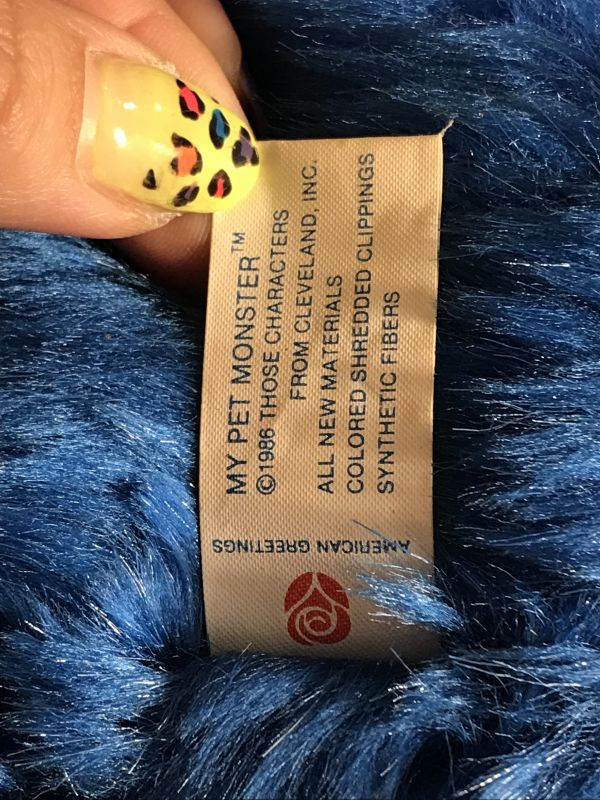 MY PET MONSTER™
©1986 THOSE CHARACTERS
FROM CLEVELAND, INC.
ALL NEW MATERIALS
COLORED SHREDDED CLIPPINGS
SYNTHETIC FIBERS
AMERICAN GREETINGS